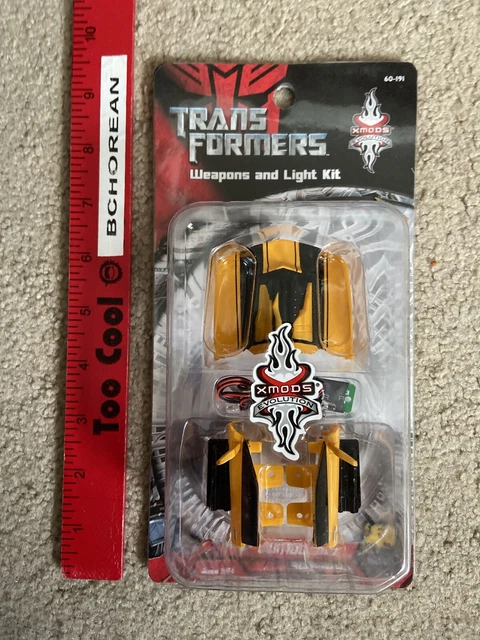 60-191
TRANS
FORMERS
XMODS
EVOLUTION
Weapons and Light Kit
XMODS
EVOLUTION
BCHOREAN
Too Cool
10
9
8
7
6
5
4
3
2
1